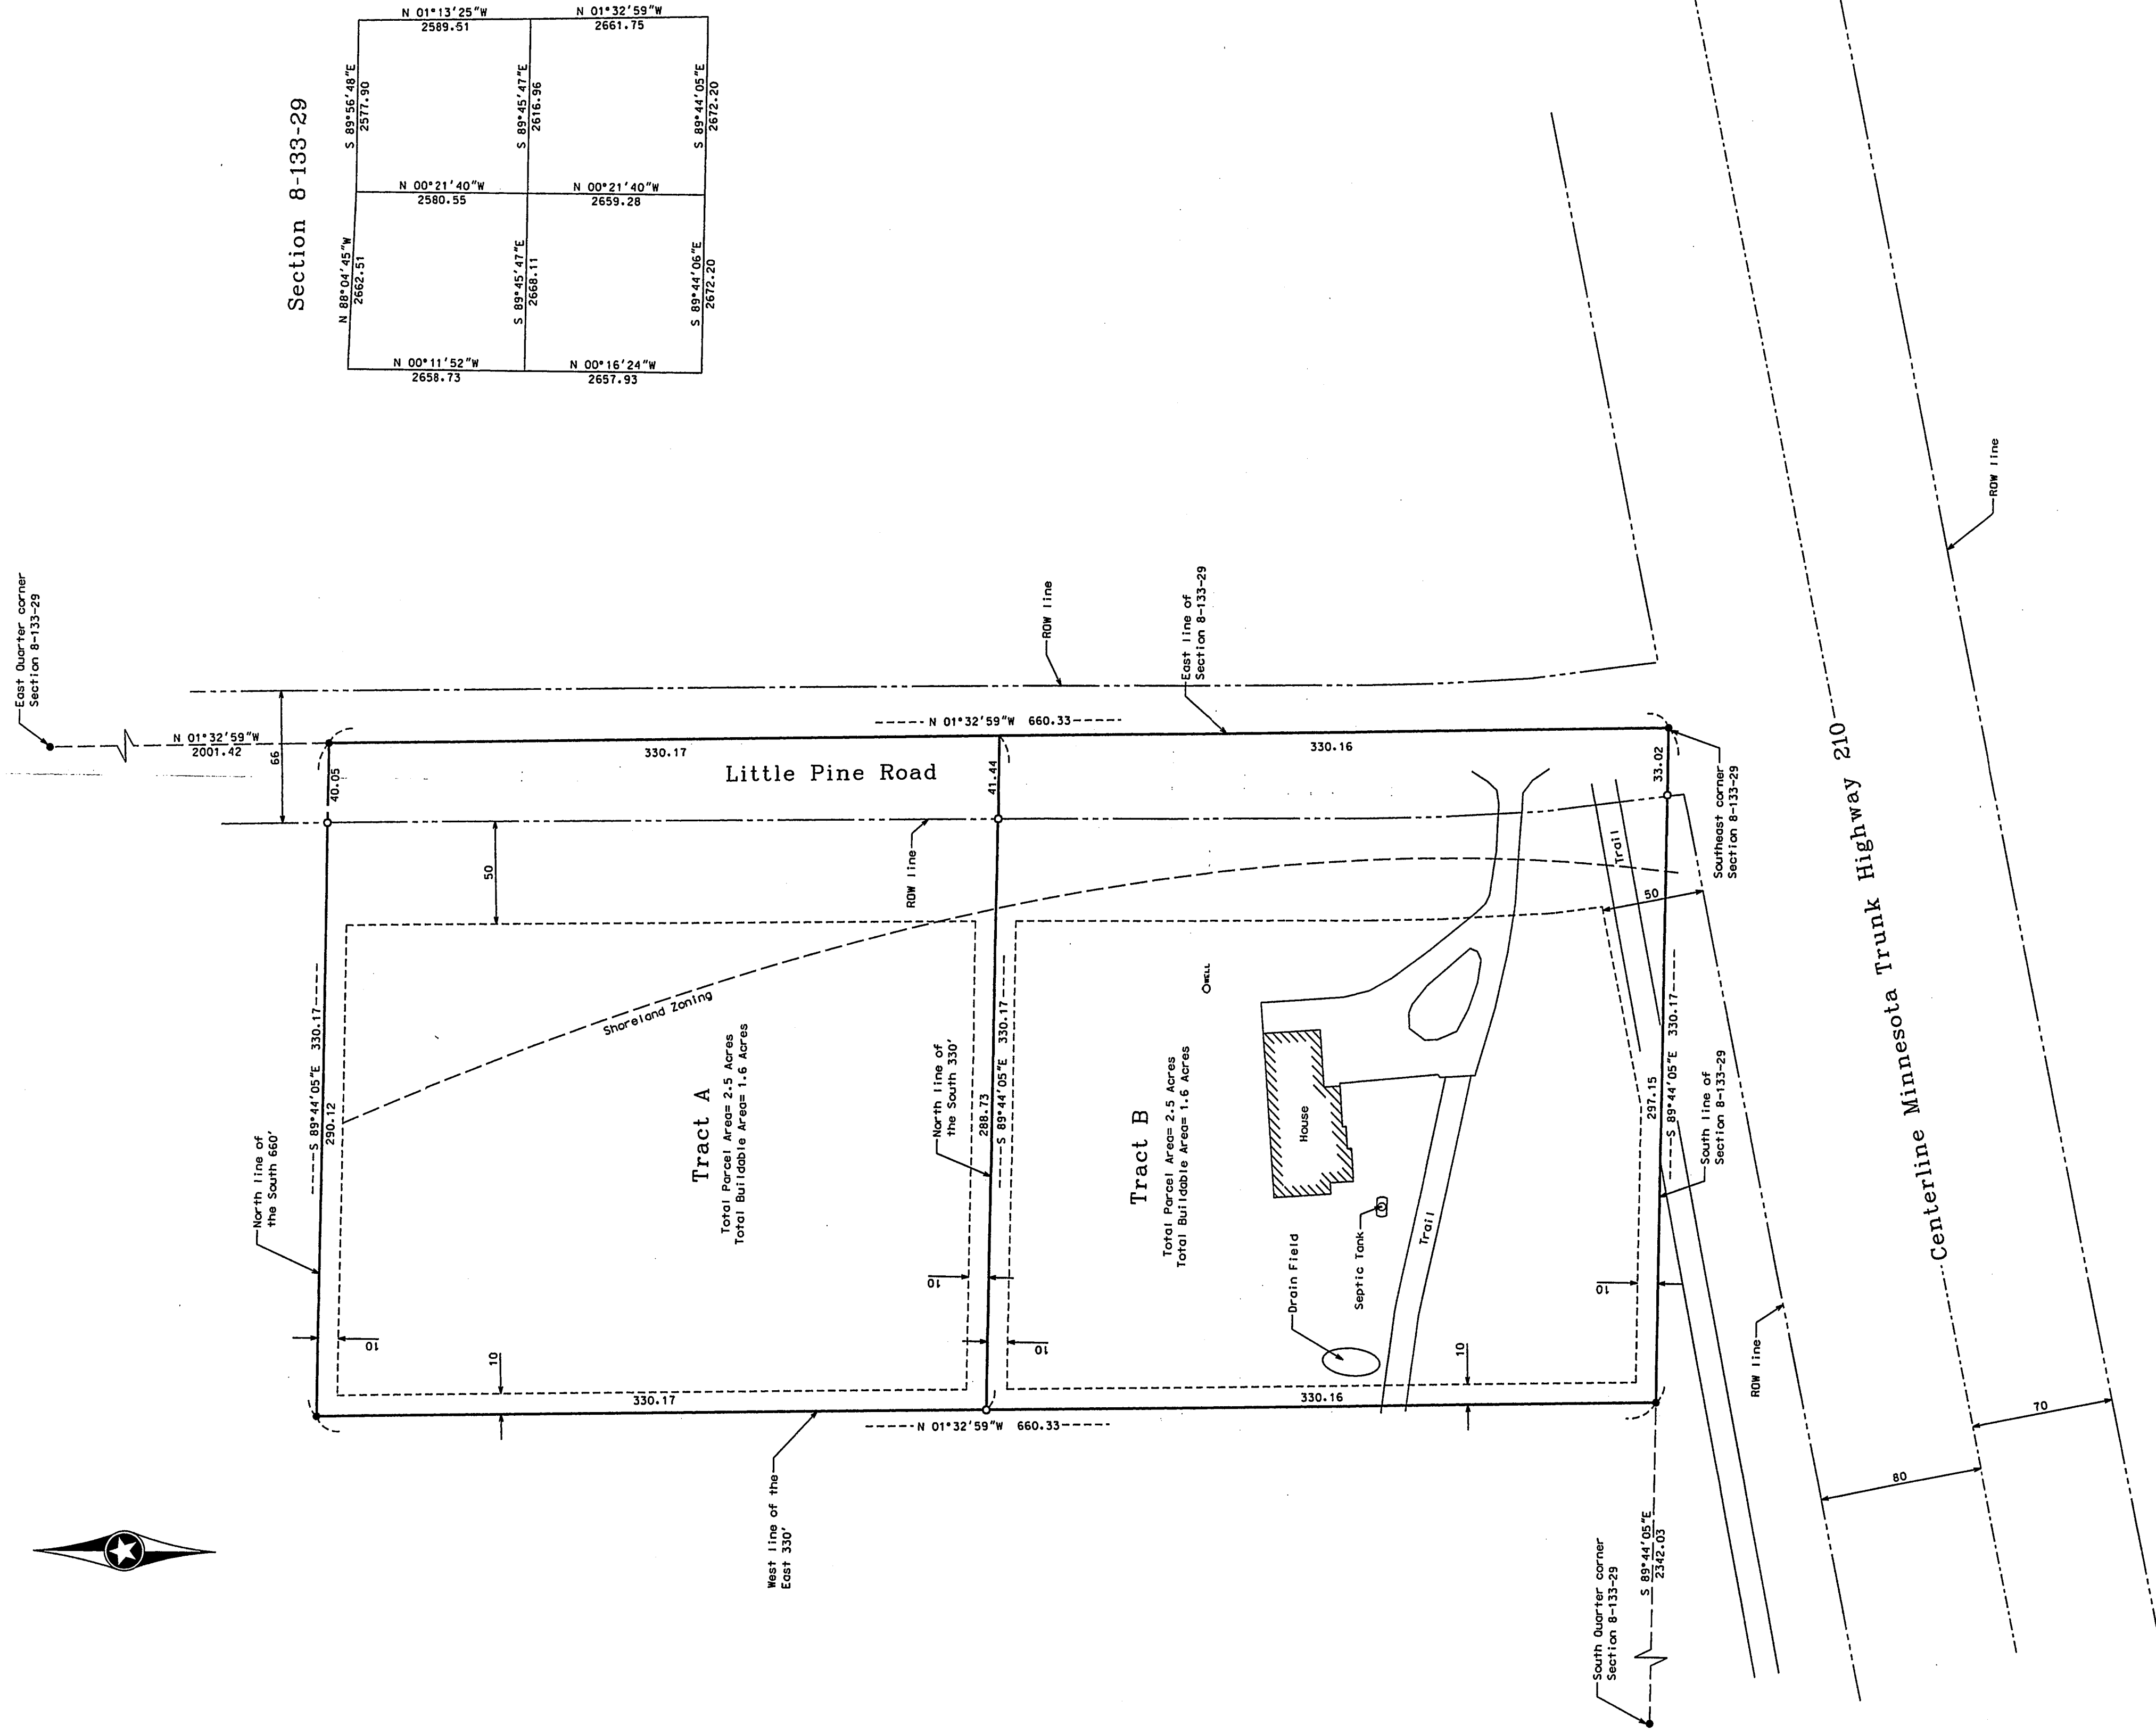 Section 8-133-29
N 01°13'25"W
2589.51
N 01°32'59"W
2661.75
S 89°56'48"E
2577.90
S 89°45'47"E
2616.96
S 89°44'05"E
2672.20
N 00°21'40"W
2580.55
N 00°21'40"W
2659.28
N 88°04'45"W
2662.51
S 89°45'47"E
2668.11
S 89°44'06"E
2672.20
N 00°11'52"W
2658.73
N 00°16'24"W
2657.93
East Quarter corner
Section 8-133-29
N 01°32'59"W
2001.42
66
ROW line
East line of
Section 8-133-29
N 01°32'59"W 660.33
330.17
330.16
Little Pine Road
40.05
41.44
33.02
Southeast corner
Section 8-133-29
ROW line
50
Trail
50
Shoreland Zoning
North line of
the South 660'
S 89°44'05"E 330.17
290.12
Tract A
Total Parcel Area= 2.5 Acres
Total Buildable Area= 1.6 Acres
North line of
the South 330'
S 89°44'05"E 330.17
288.73
Tract B
Total Parcel Area= 2.5 Acres
Total Buildable Area= 1.6 Acres
WELL
House
Septic Tank
Drain Field
Trail
297.15
S 89°44'05"E 330.17
South line of
Section 8-133-29
10
10
10
10
10
10
330.17
330.16
N 01°32'59"W 660.33
West line of the
East 330'
South Quarter corner
Section 8-133-29
S 89°44'05"E
2342.03
ROW line
ROW line
Centerline Minnesota Trunk Highway 210
80
70